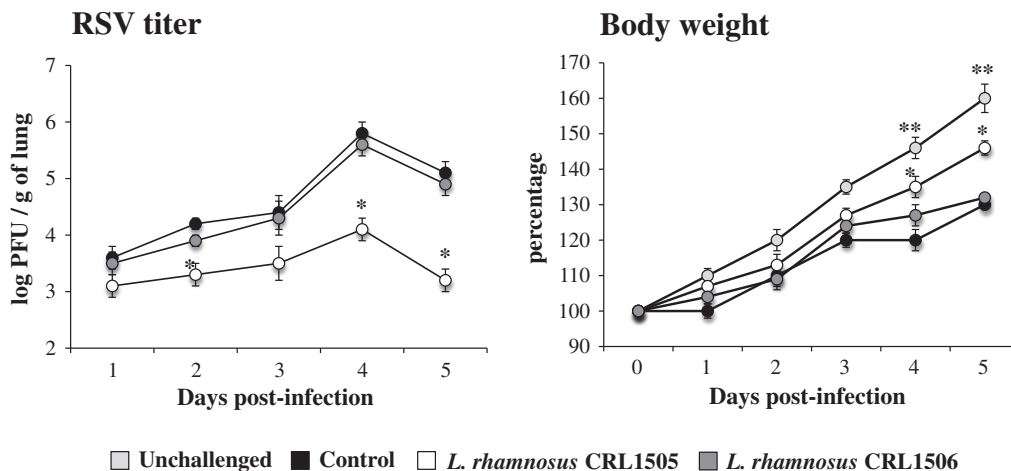 RSV titer
7
6
5
4
3
2
log PFU / g of lung
*
*
*
1 2 3 4 5
Days post-infection
Body weight
170
160
150
140
130
120
110
100
90
percentage
**
**
*
*
0 1 2 3 4 5
Days post-infection
Unchallenged Control L. rhamnosus CRL1505 L. rhamnosus CRL1506